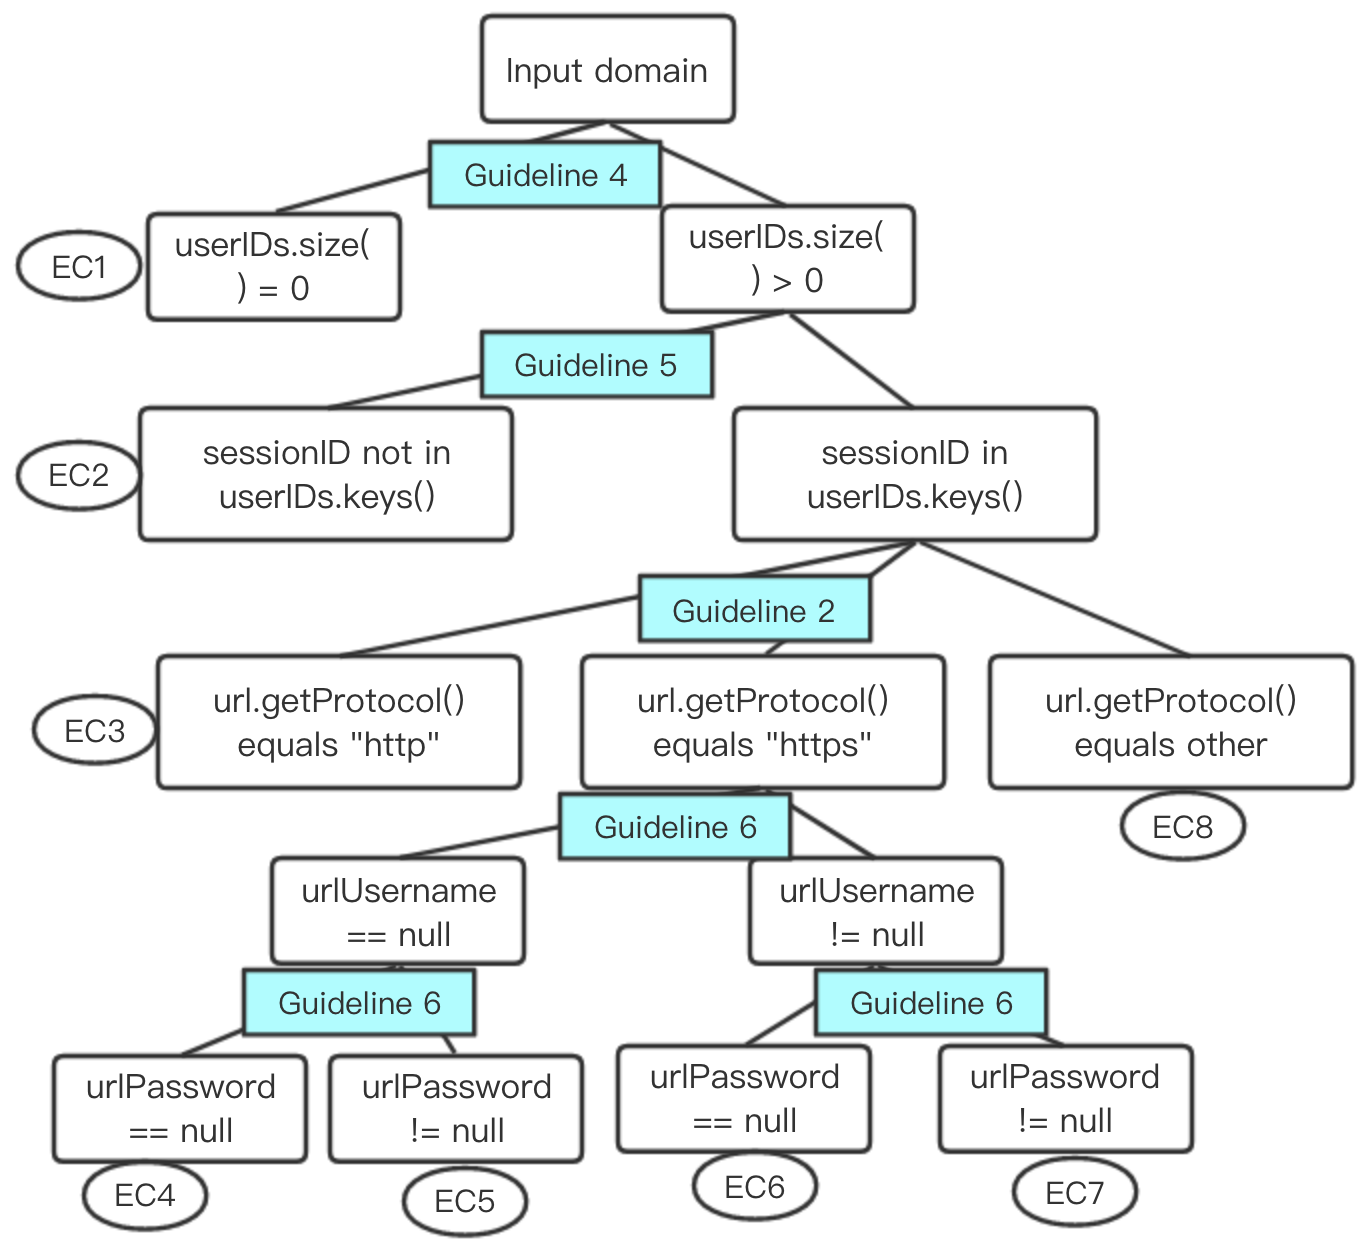 Input domain
Guideline 4
EC1
userIDs.size(
) = 0
userIDs.size(
) > 0
Guideline 5
EC2
sessionID not in
userIDs.keys()
sessionID in
userIDs.keys()
Guideline 2
EC3
url.getProtocol()
equals "http"
url.getProtocol()
equals "https"
url.getProtocol()
equals other
EC8
Guideline 6
urlUsername
== null
urlUsername
!= null
Guideline 6
Guideline 6
urlPassword
== null
urlPassword
!= null
urlPassword
== null
urlPassword
!= null
EC4
EC5
EC6
EC7